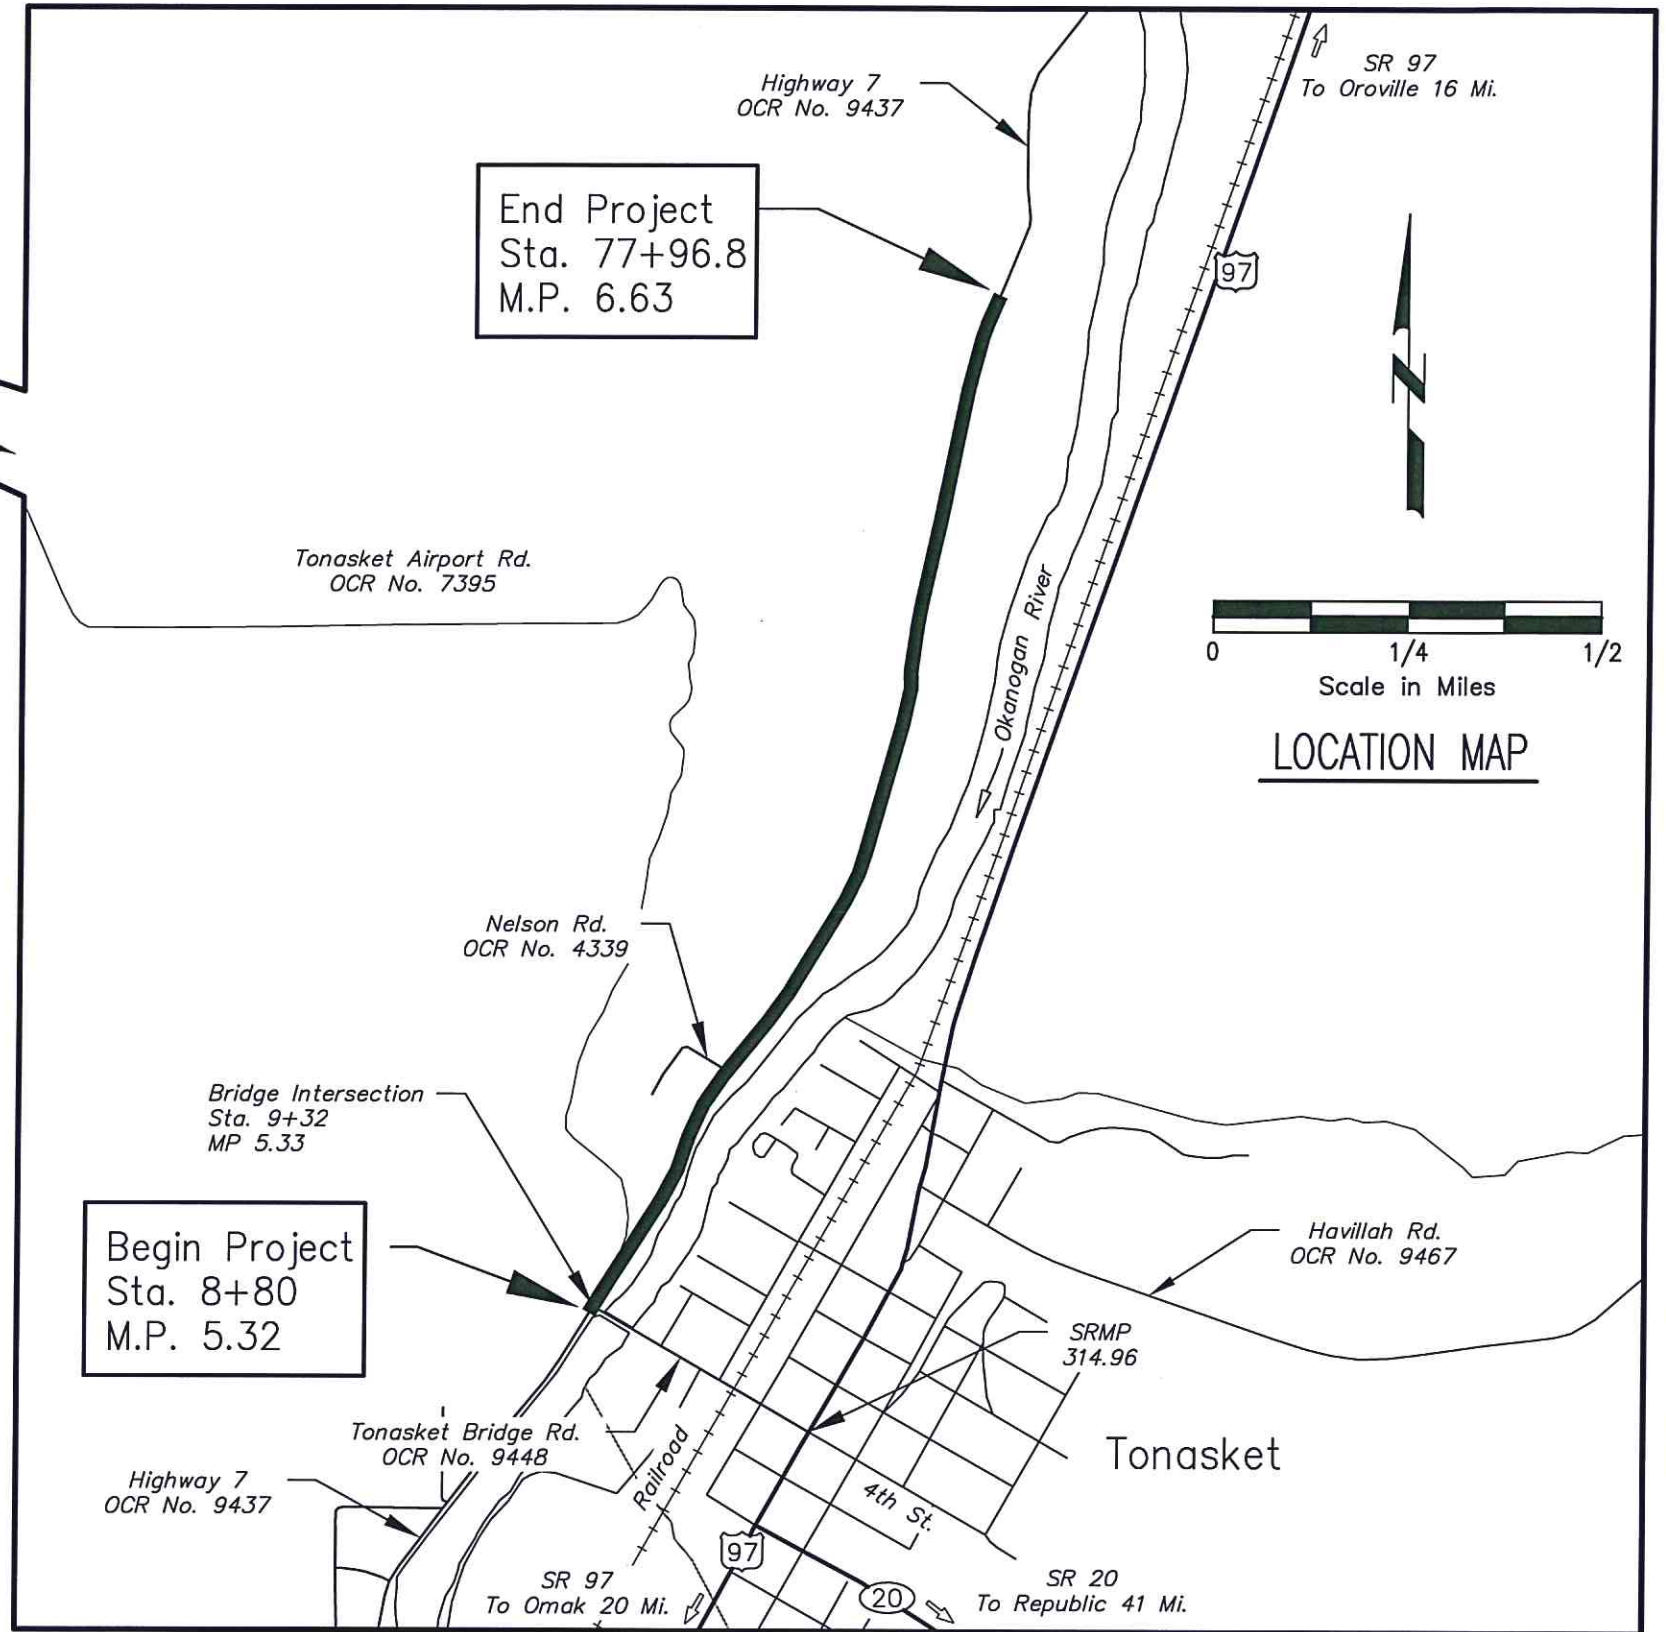 Highway 7
OCR No. 9437
SR 97
To Oroville 16 Mi.
End Project
Sta. 77+96.8
M.P. 6.63
97
N
Tonasket Airport Rd.
OCR No. 7395
Okanogan River
0 1/4 1/2
Scale in Miles
LOCATION MAP
Nelson Rd.
OCR No. 4339
Bridge Intersection
Sta. 9+32
MP 5.33
Begin Project
Sta. 8+80
M.P. 5.32
Havillah Rd.
OCR No. 9467
SRMP
314.96
Tonasket Bridge Rd.
OCR No. 9448
Tonasket
Highway 7
OCR No. 9437
Railroad
4th St.
97
SR 97
To Omak 20 Mi.
20
SR 20
To Republic 41 Mi.